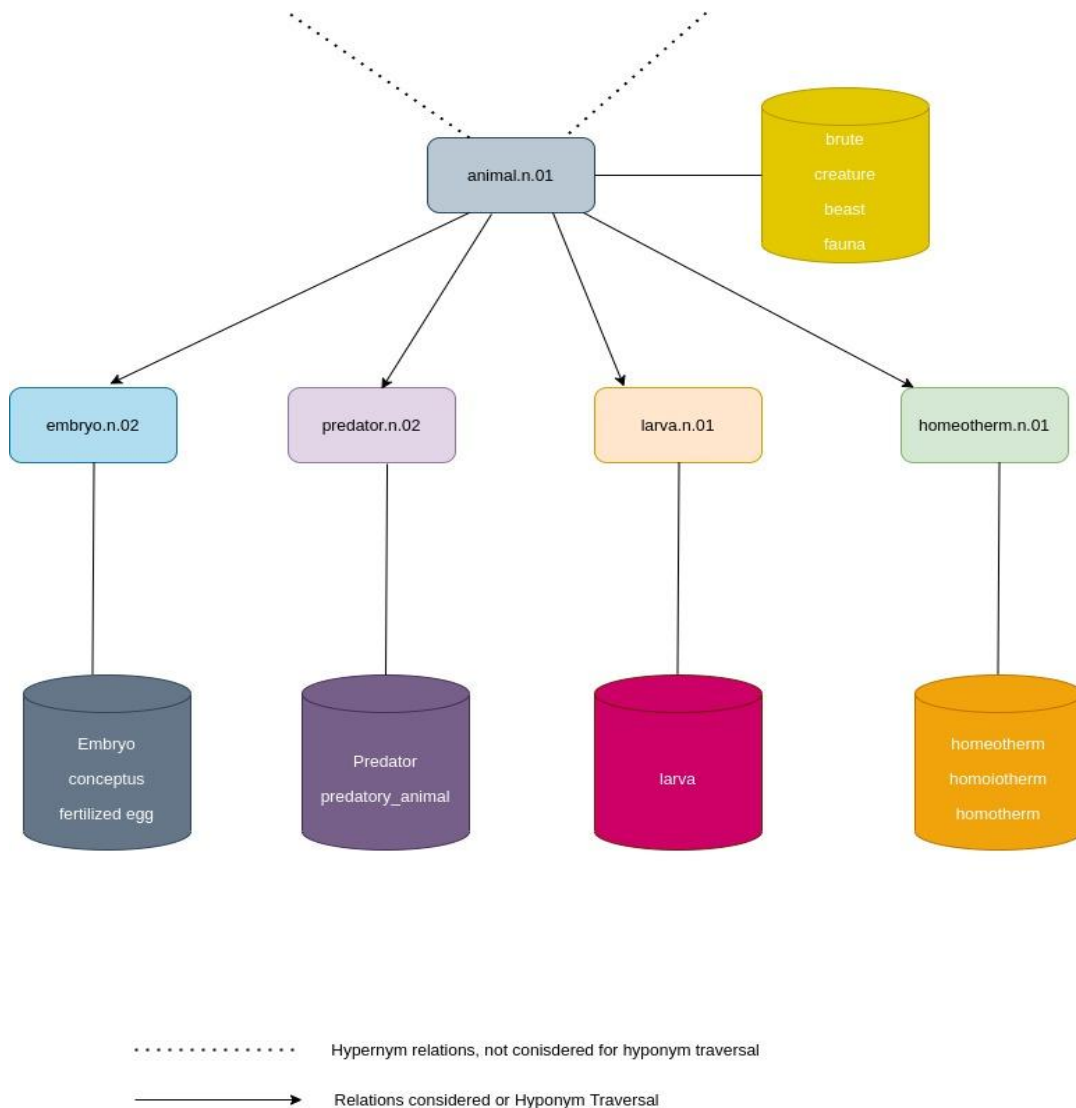 brute
animal.n.01
creature
beast
fauna
embryo.n.02
predator.n.02
larva.n.01
homeotherm.n.01
Embryo
conceptus
fertilized egg
Predator
predatory_animal
larva
homeotherm
homoiotherm
homotherm
Hypernym relations, not conisdered for hyponym traversal
Relations considered or Hyponym Traversal